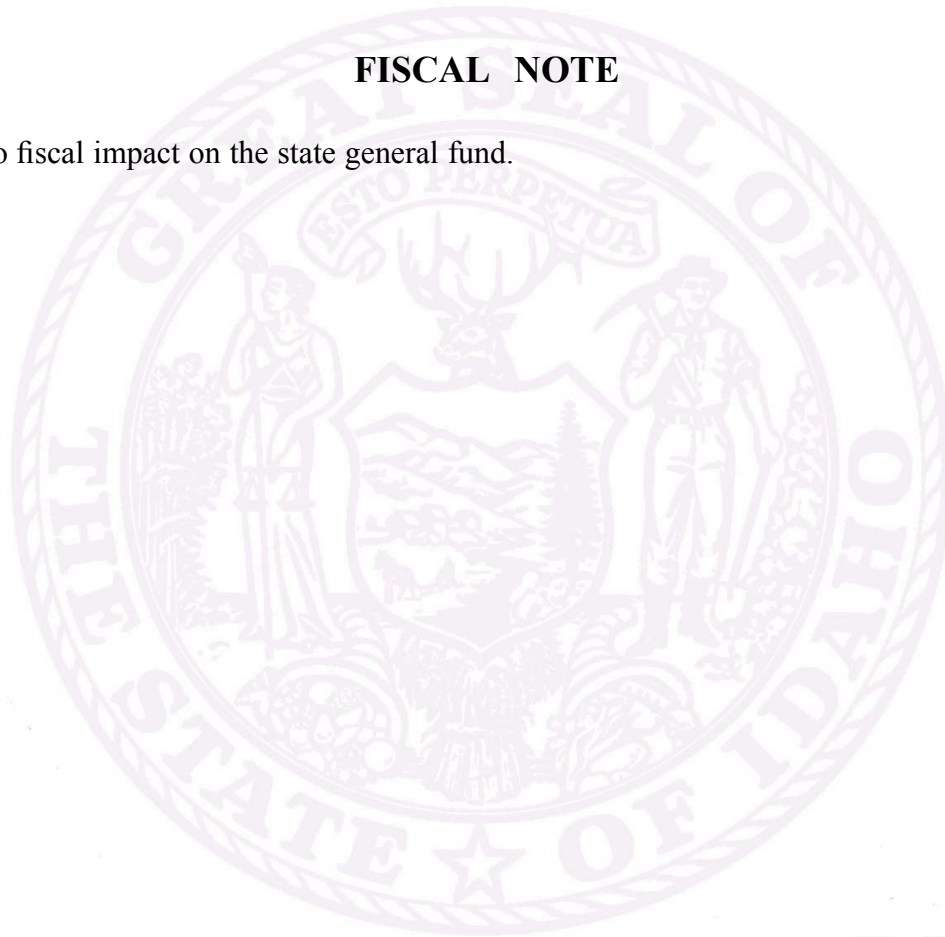 FISCAL NOTE
o fiscal impact on the state general fund.
GREAT SEAL OF
ESTO PERPETUA
THE STATE OF IDAHO